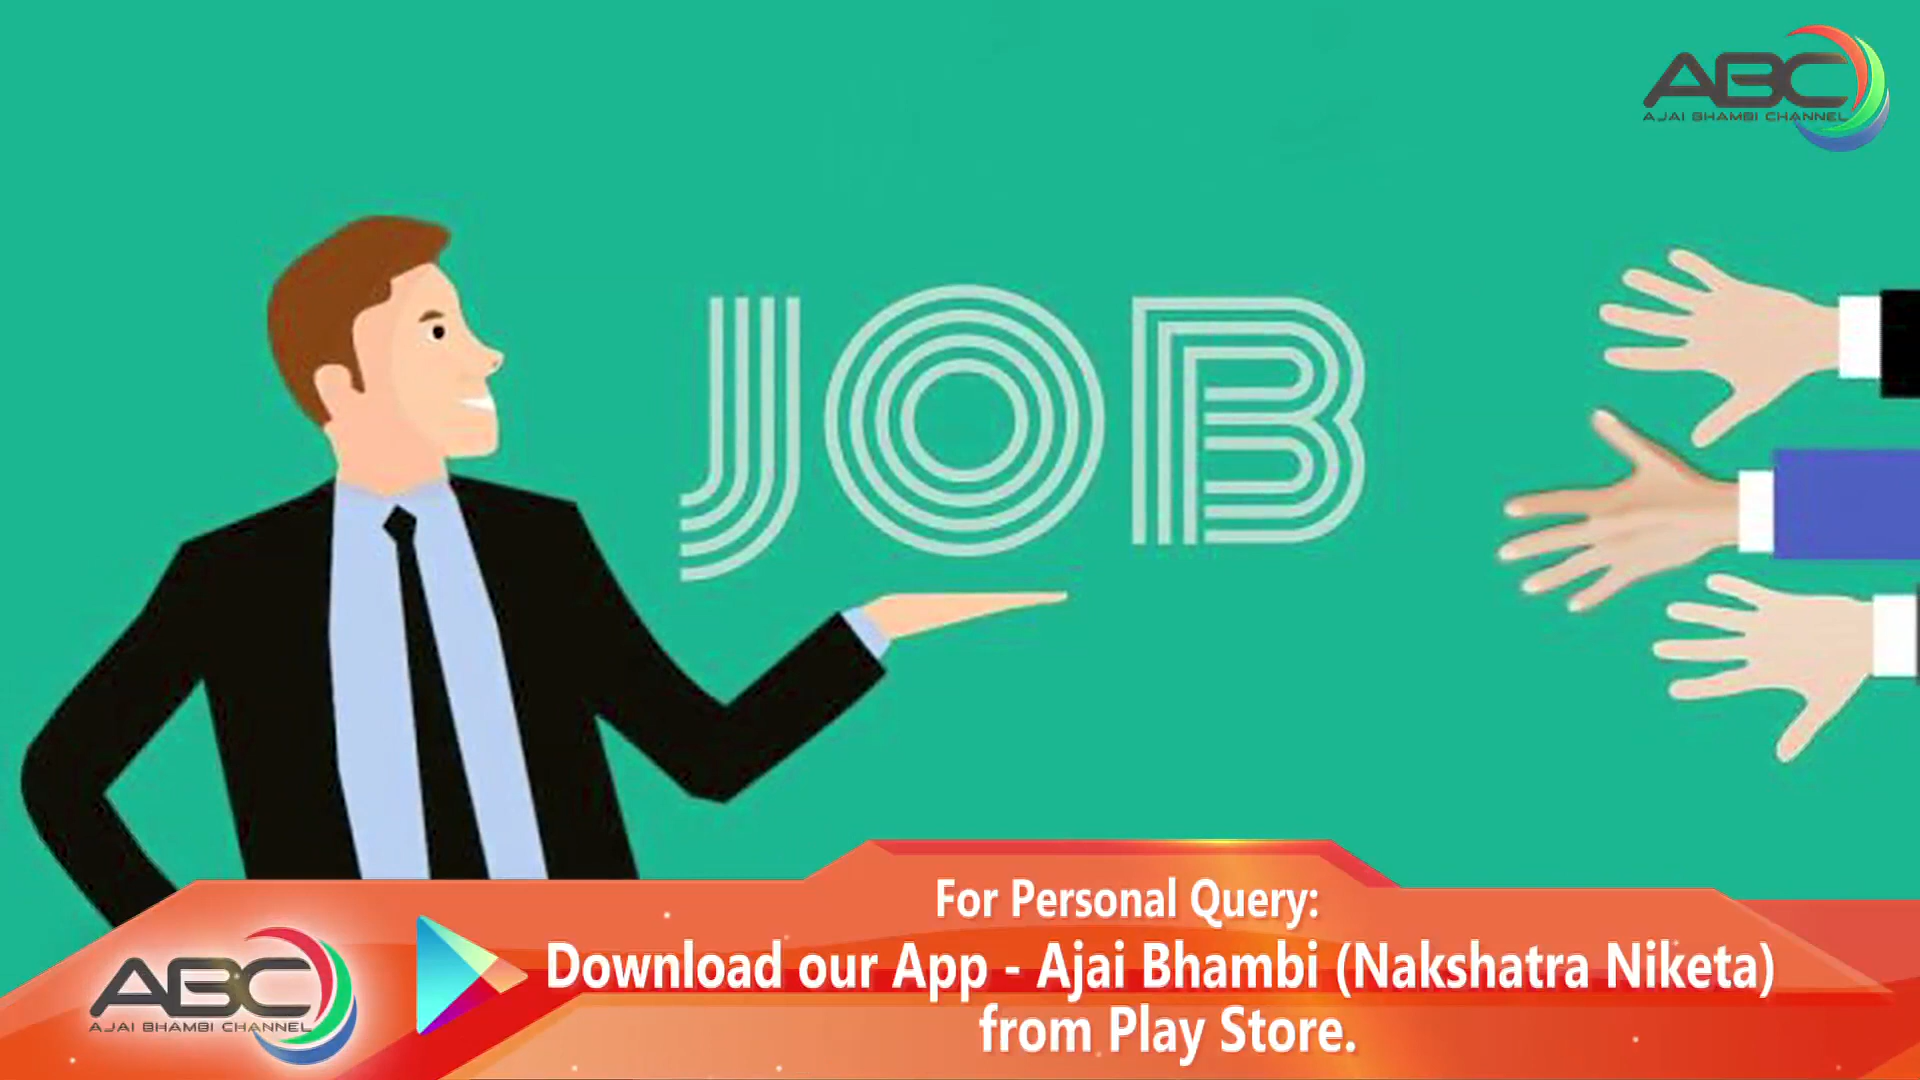 ABC
AJAI BHAMBI CHANNEL
JOB
For Personal Query:
Download our App - Ajai Bhambi (Nakshatra Niketa)
from Play Store.
ABC
AJAI BHAMBI CHANNEL